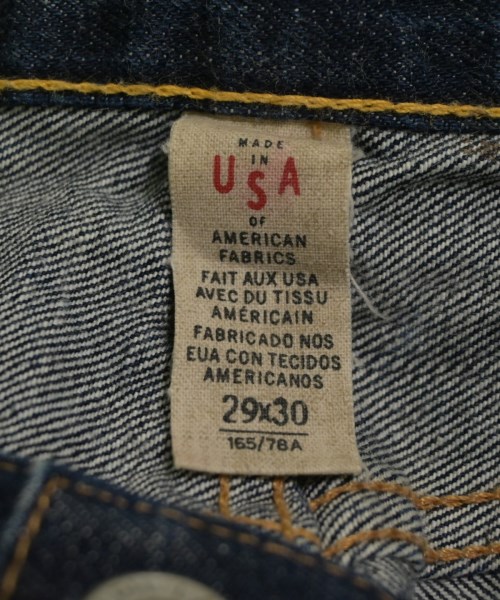 MADE
IN
USA
OF
AMERICAN
FABRICS
FAIT AUX USA
AVEC DU TISSU
AMÉRICAIN
FABRICADO NOS
EUA CON TECIDOS
AMERICANOS
29X30
165/78A